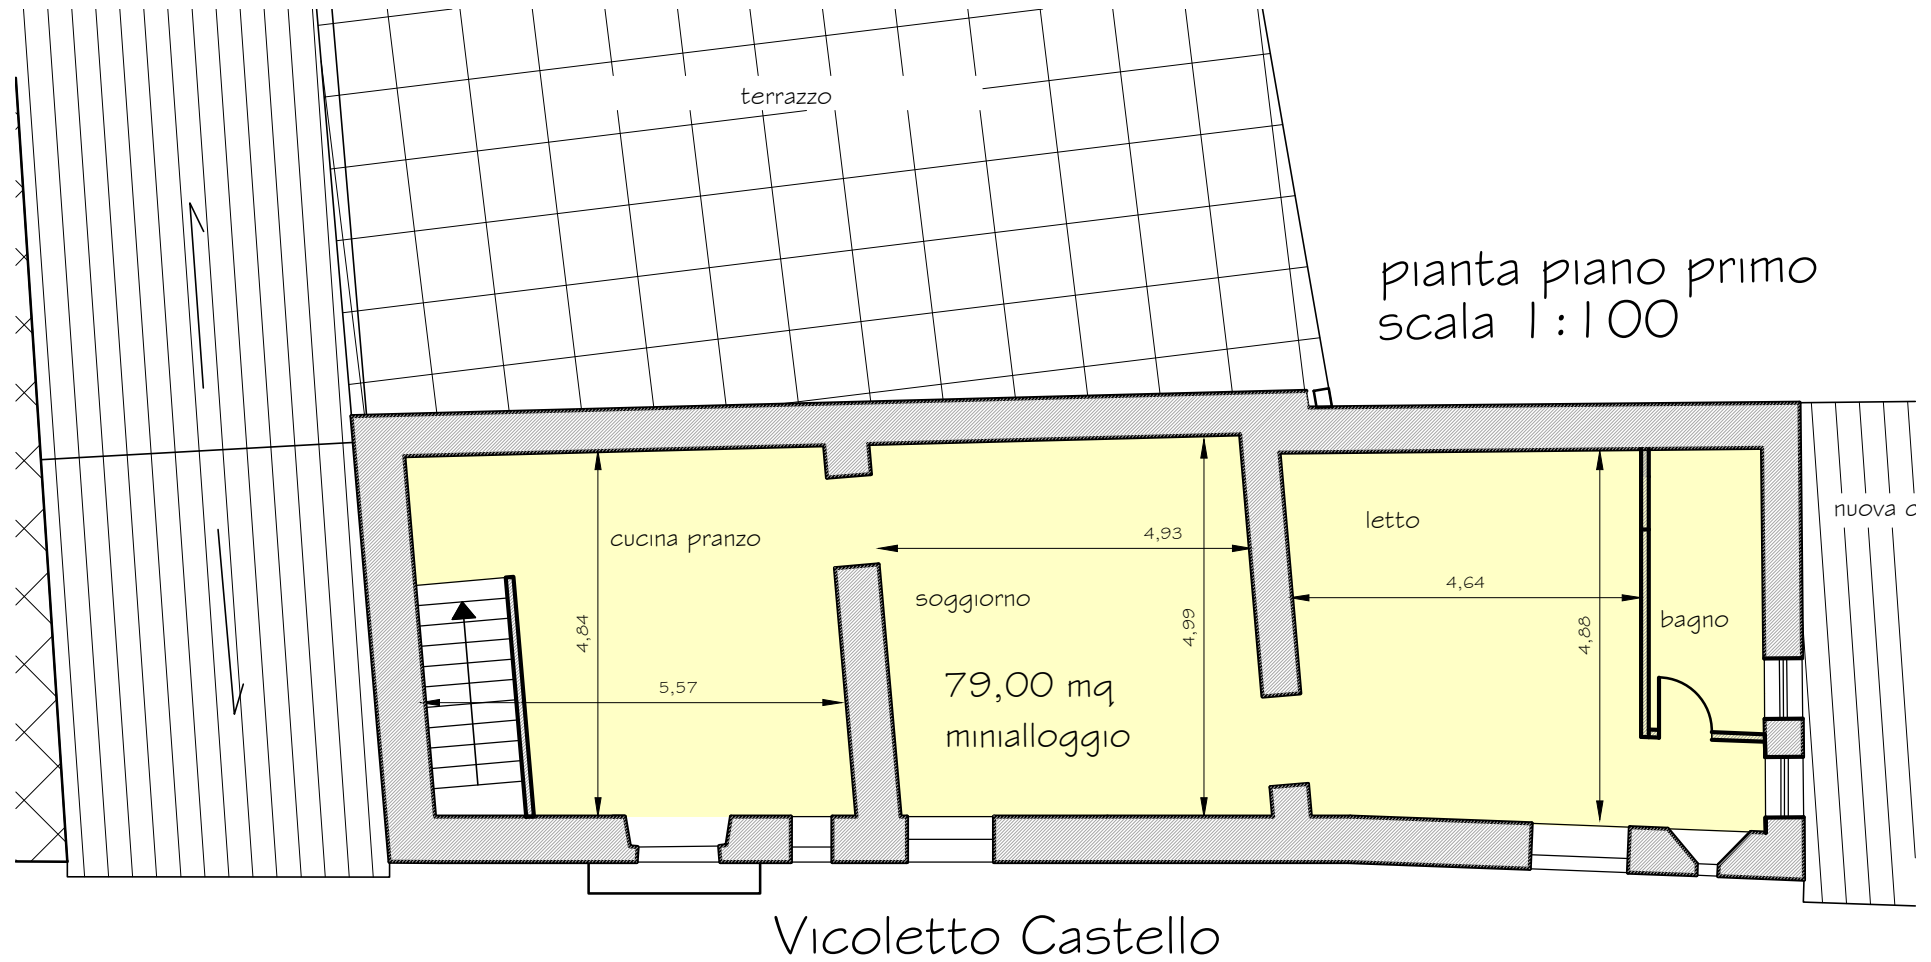 terrazzo
pianta piano primo
scala 1:100
nuova c
cucina pranzo
4,93
letto
4,84
soggiorno
4,99
4,64
4,88
bagno
5,57
79,00 mq
minialloggio
Vicoletto Castello